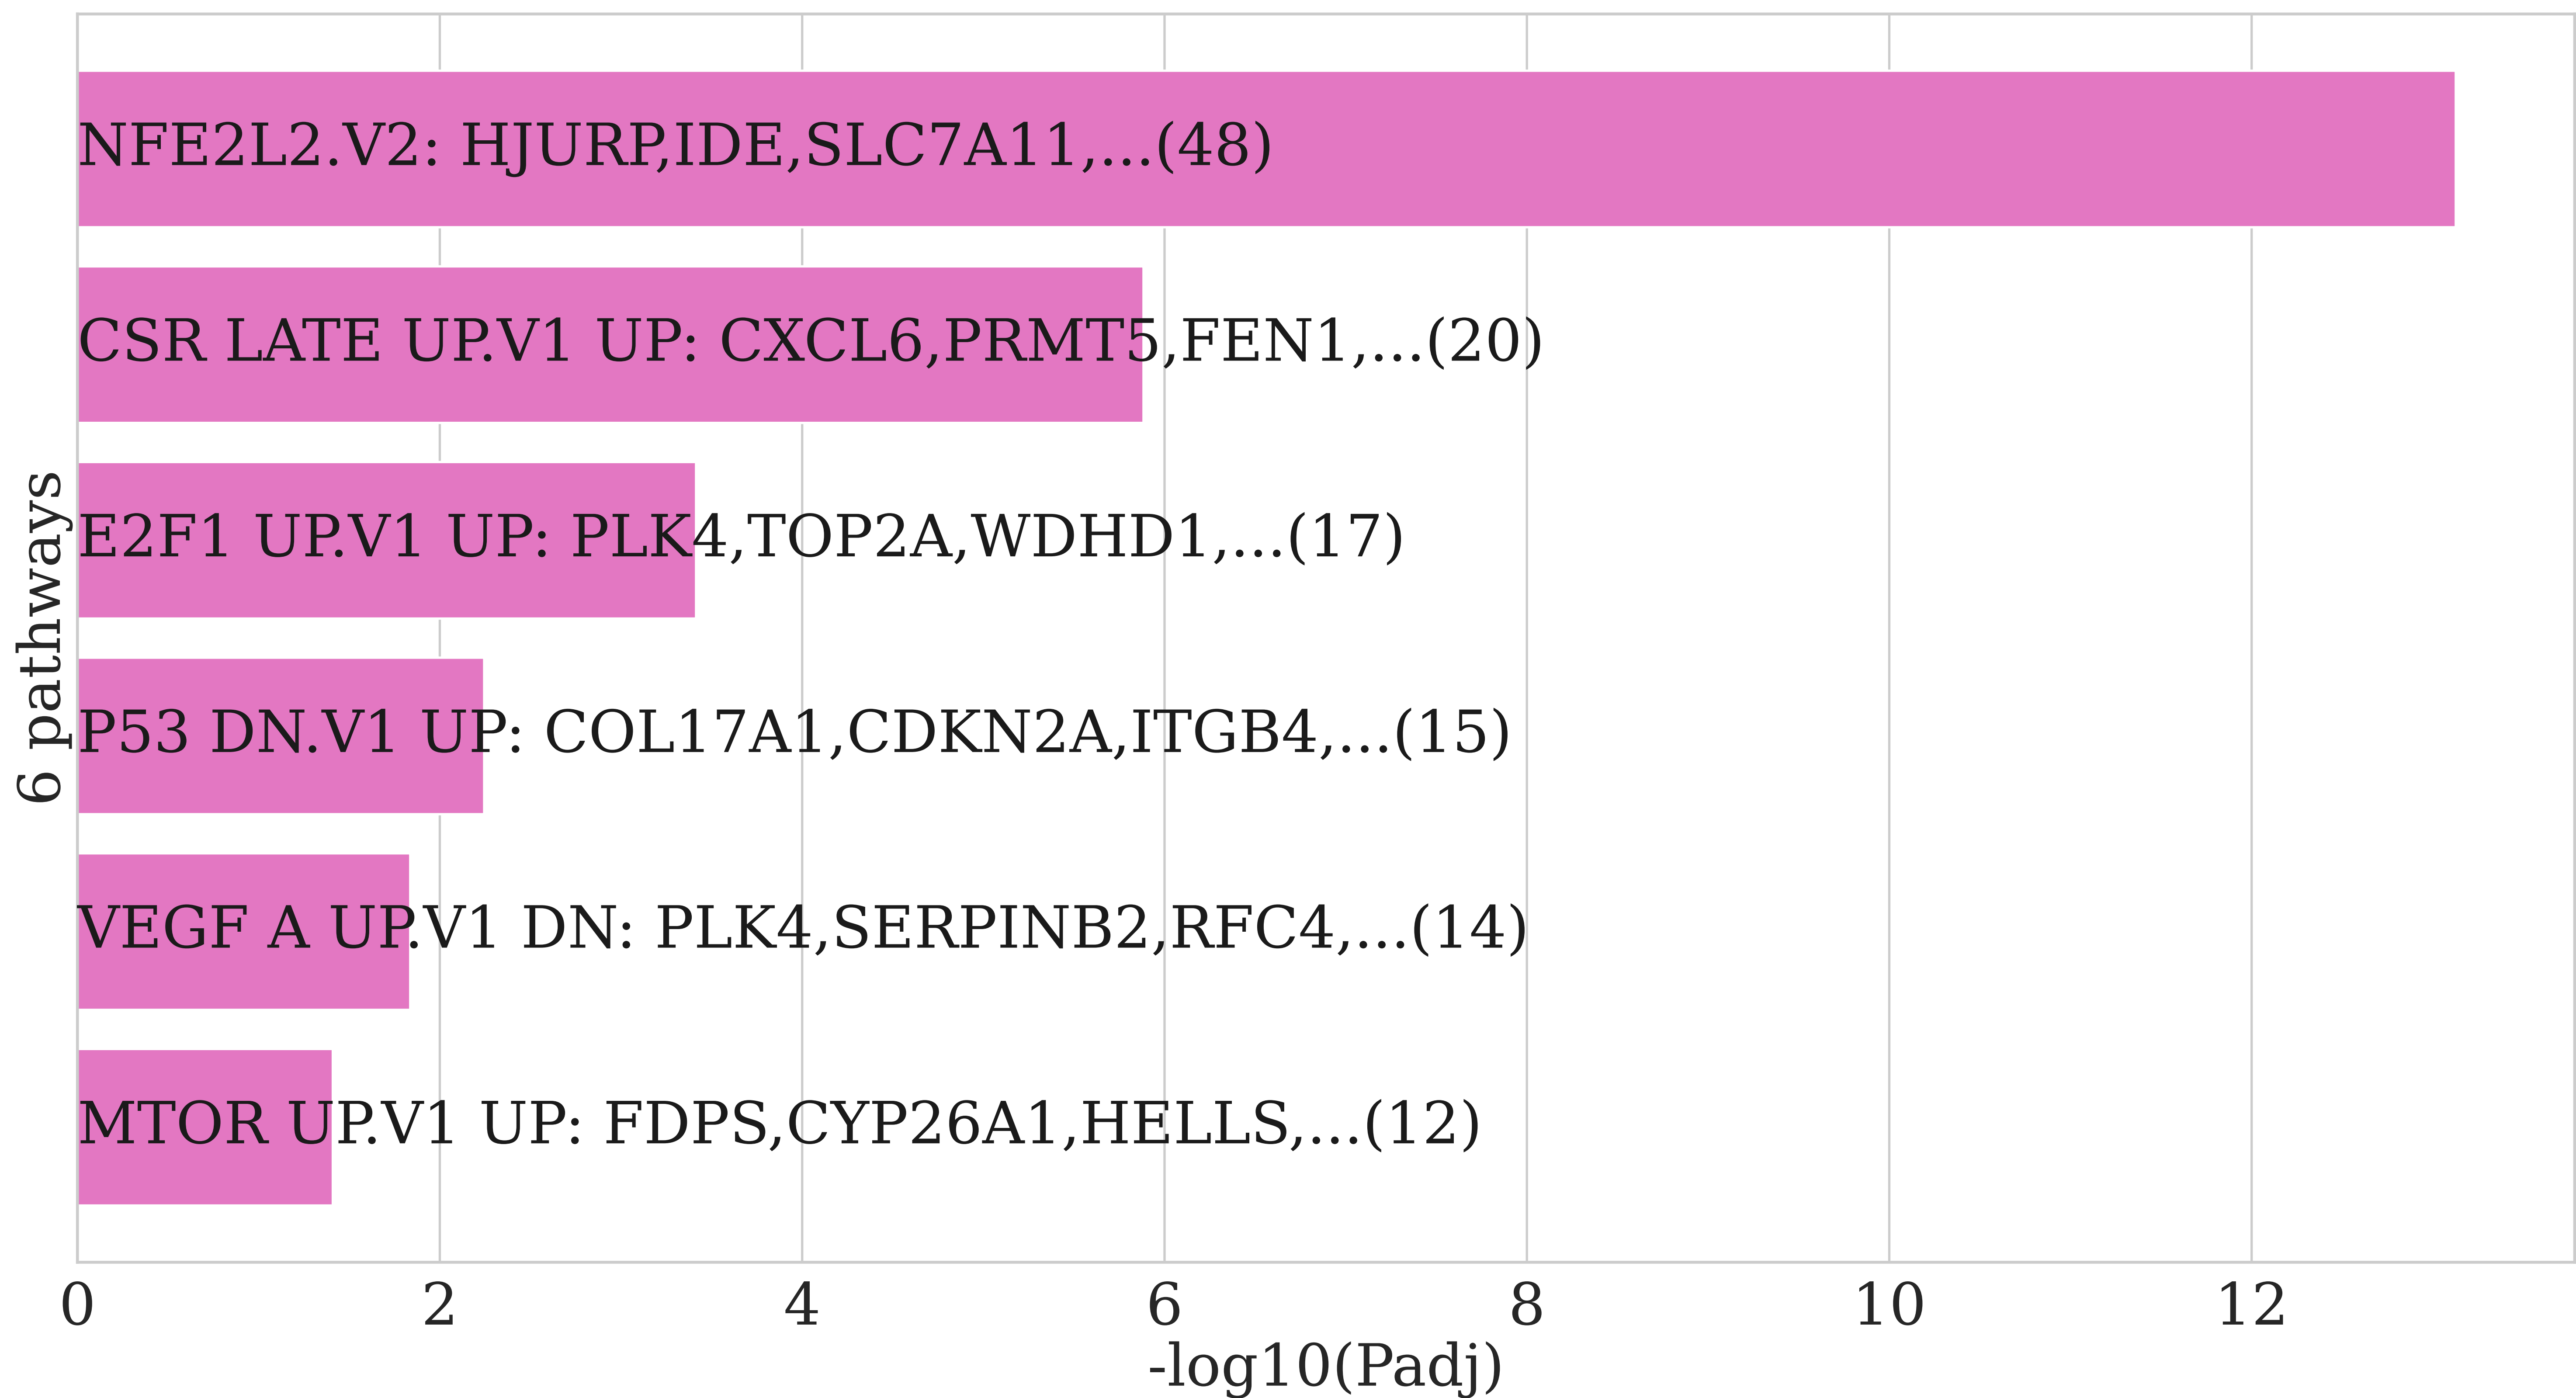 NFE2L2.V2: HJURP,IDE,SLC7A11,...(48)
CSR LATE UP.V1 UP: CXCL6,PRMT5,FEN1,...(20)
E2F1 UP.V1 UP: PLK4,TOP2A,WDHD1,...(17)
P53 DN.V1 UP: COL17A1,CDKN2A,ITGB4,...(15)
VEGF A UP.V1 DN: PLK4,SERPINB2,RFC4,...(14)
MTOR UP.V1 UP: FDPS,CYP26A1,HELLS,...(12)
6 pathways
0 2 4 6 8 10 12
-log10(Padj)